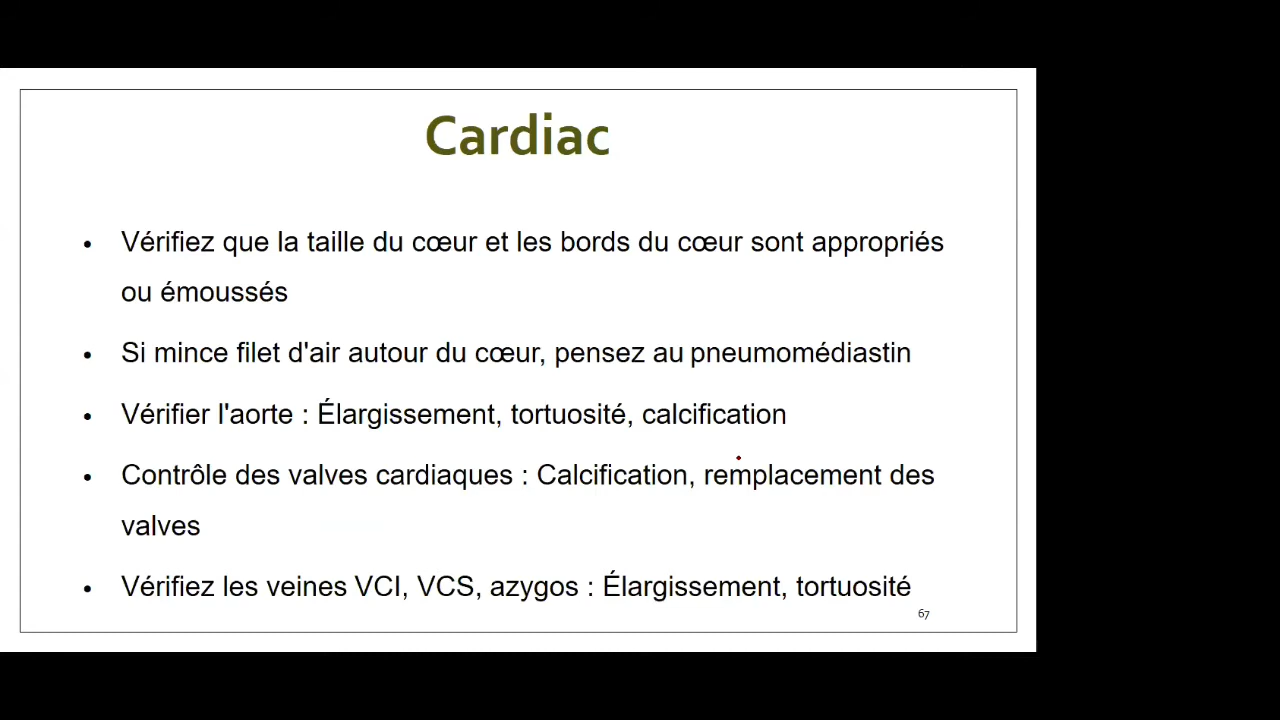 Cardiac
• Vérifiez que la taille du cœur et les bords du cœur sont appropriés
ou émoussés
• Si mince filet d'air autour du cœur, pensez au pneumomédiastin
• Vérifier l'aorte : Élargissement, tortuosité, calcification
• Contrôle des valves cardiaques : Calcification, remplacement des
valves
• Vérifiez les veines VCI, VCS, azygos : Élargissement, tortuosité
67